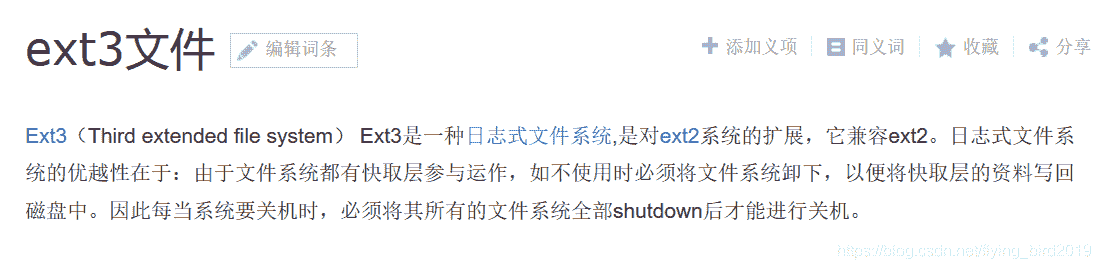 ext3文件 编辑词条 添加义项 同义词 收藏 分享
Ext3（Third extended file system） Ext3是一种日志式文件系统,是对ext2系统的扩展，它兼容ext2。日志式文件系
统的优越性在于：由于文件系统都有快取层参与运作，如不使用时必须将文件系统卸下，以便将快取层的资料写回
磁盘中。因此每当系统要关机时，必须将其所有的文件系统全部shutdown后才能进行关机。
https://blog.csdn.net/flying_bird2019